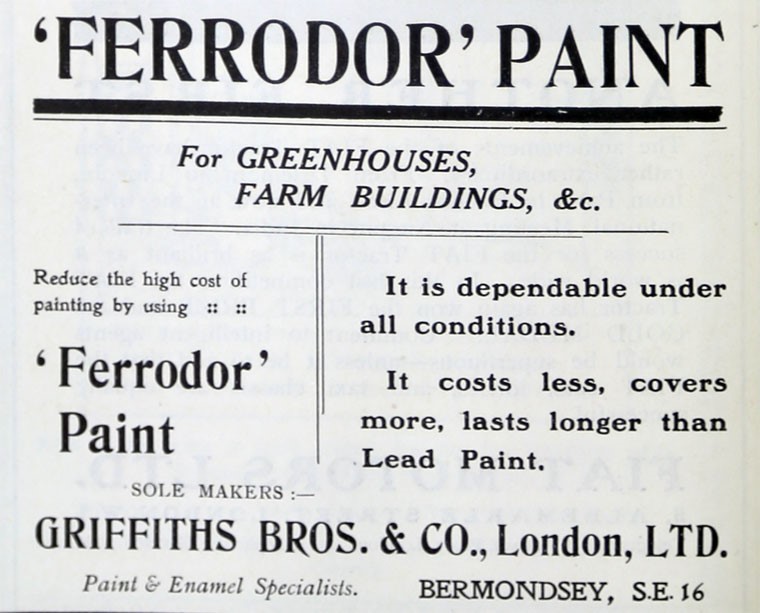 ‘FERRODOR’ PAINT
For GREENHOUSES,
FARM BUILDINGS, &c.
Reduce the high cost of
painting by using :: ::
‘Ferrodor’
Paint
It is dependable under
all conditions.
It costs less, covers
more, lasts longer than
Lead Paint.
SOLE MAKERS :—
GRIFFITHS BROS. & CO., London, LTD.
Paint & Enamel Specialists.
BERMONDSEY, S.E. 16